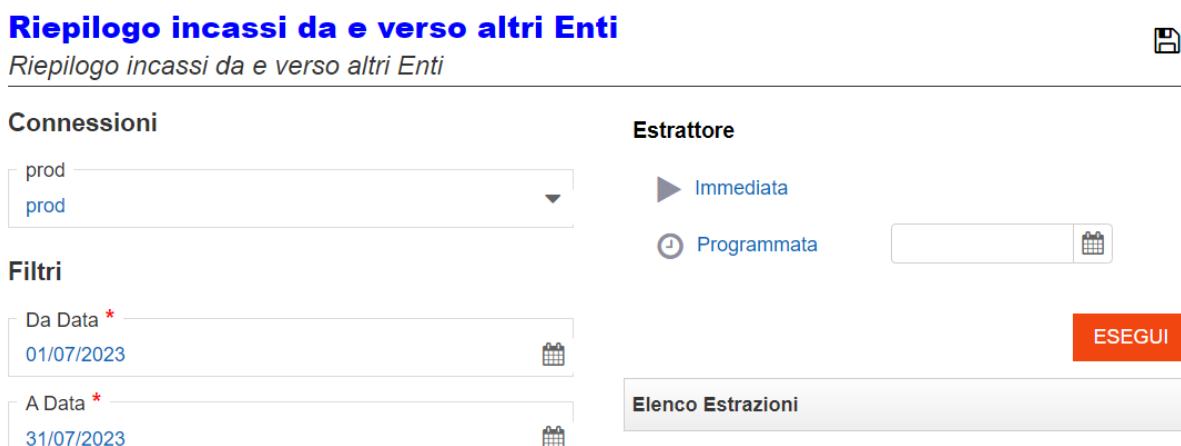 Riepilogo incassi da e verso altri Enti
Riepilogo incassi da e verso altri Enti
Connessioni
prod
prod
Filtri
Da Data *
01/07/2023
A Data *
31/07/2023
Estrattore
Immediata
Programmata
ESEGUI
Elenco Estrazioni